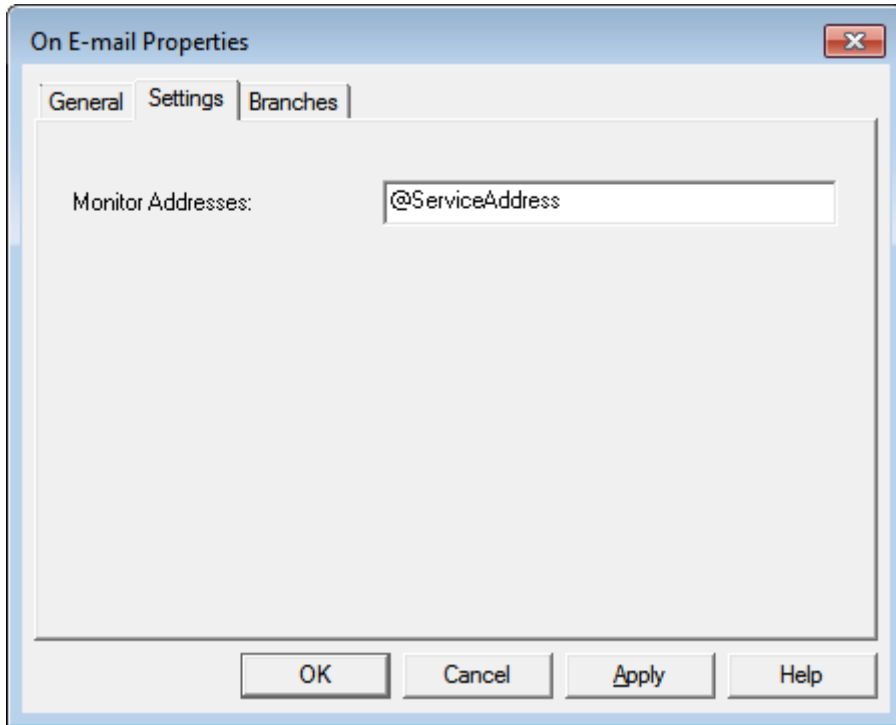 On E-mail Properties
General Settings Branches
Monitor Addresses: @ServiceAddress
OK Cancel Apply Help